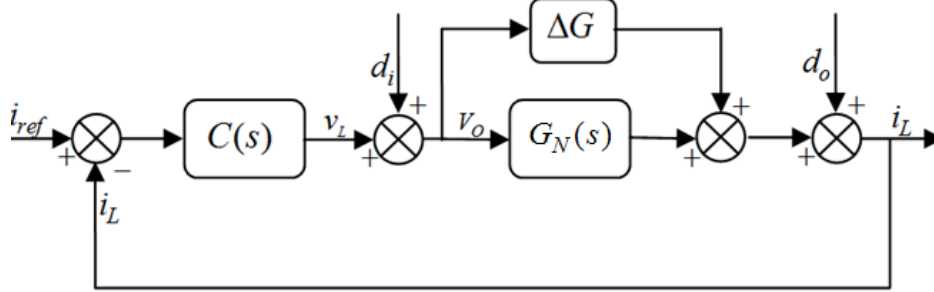 ΔG
d_i
d_o
+
+
+
i_ref
C(s)
v_L
V_O
G_N(s)
i_L
+
−
+
+
+
i_L